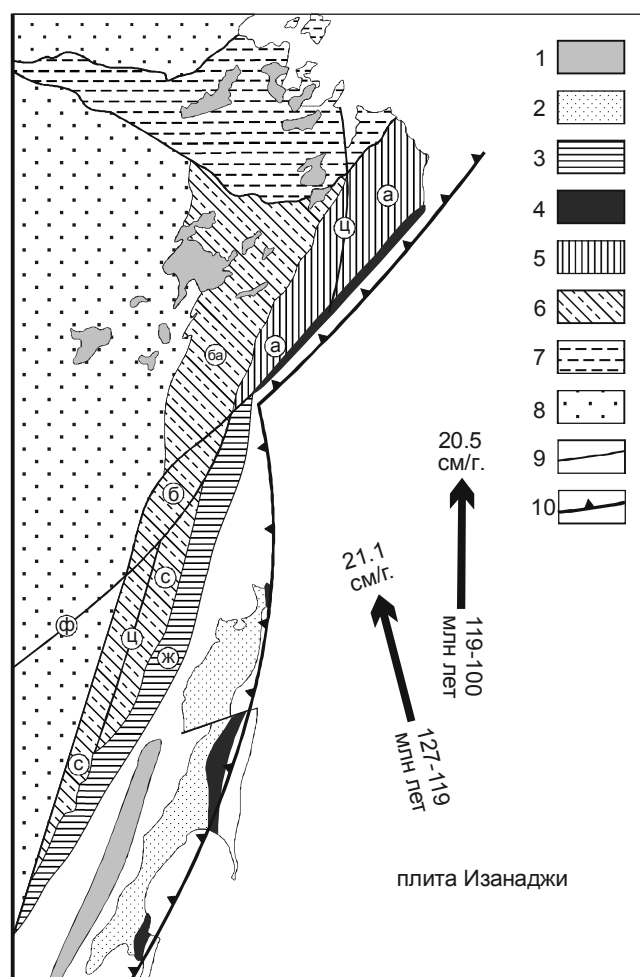 1
2
3
4
5
6
7
8
9
10
а
ц
а
ба
б
с
ф
ц
ж
с
20.5
см/г.
21.1
см/г.
119-100
млн лет
127-119
млн лет
плита Изанаджи